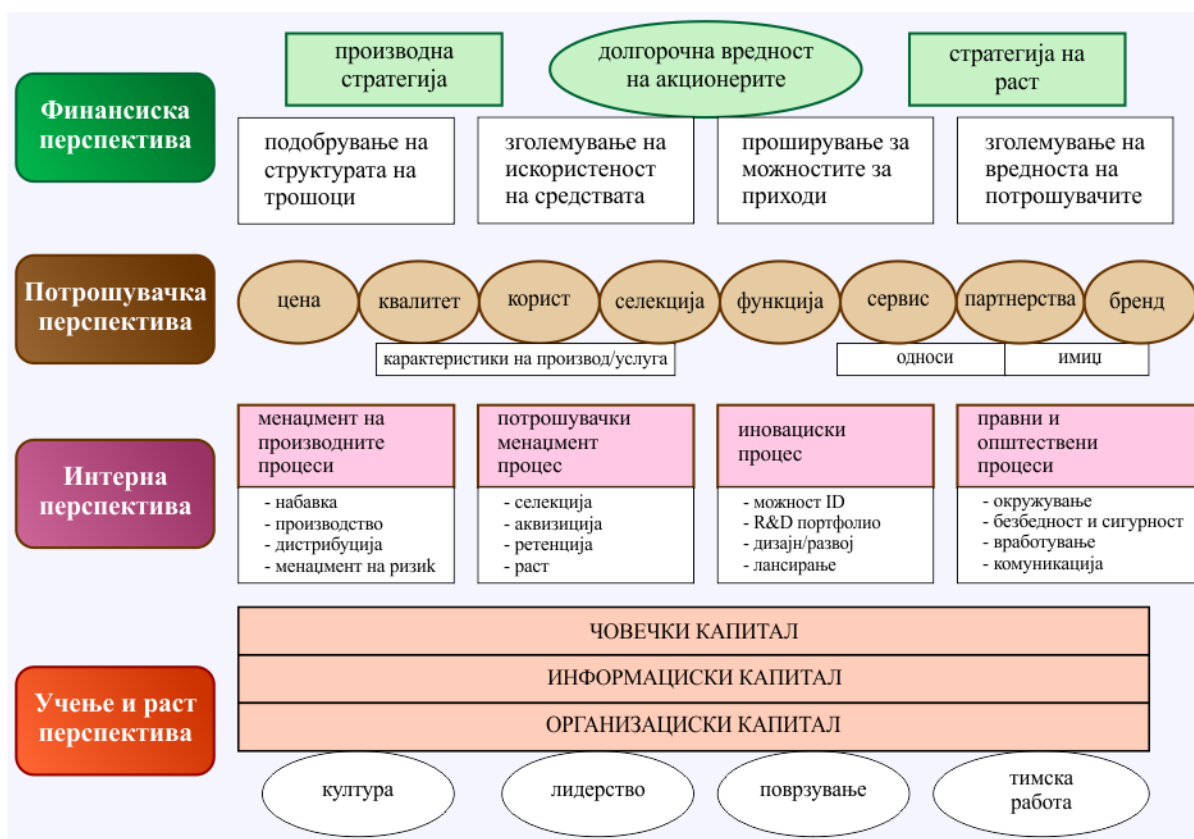 Финансиска
перспектива
производна
стратегија
долгорочна вредност
на акционерите
стратегија на
раст
подобрување на
структурата на
трошоци
зголемување на
искористеност
на средствата
проширување за
можностите за
приходи
зголемување на
вредноста на
потрошувачите
Потрошувачка
перспектива
цена
квалитет
корист
селекција
функција
сервис
партнерства
бренд
карактеристики на производ/услуга
односи
имиџ
Интерна
перспектива
менаџмент на
производните
процеси
- набавка
- производство
- дистрибуција
- менаџмент на ризик
потрошувачки
менаџмент
процес
- селекција
- аквизиција
- ретенција
- раст
иновациски
процес
- можност ID
- R&D портфолио
- дизајн/развој
- лансирање
правни и
општествени
процеси
- окружување
- безбедност и сигурност
- вработување
- комуникација
Учење и раст
перспектива
ЧОВЕЧКИ КАПИТАЛ
ИНФОРМАЦИСКИ КАПИТАЛ
ОРГАНИЗАЦИСКИ КАПИТАЛ
култура
лидерство
поврзување
тимска
работа